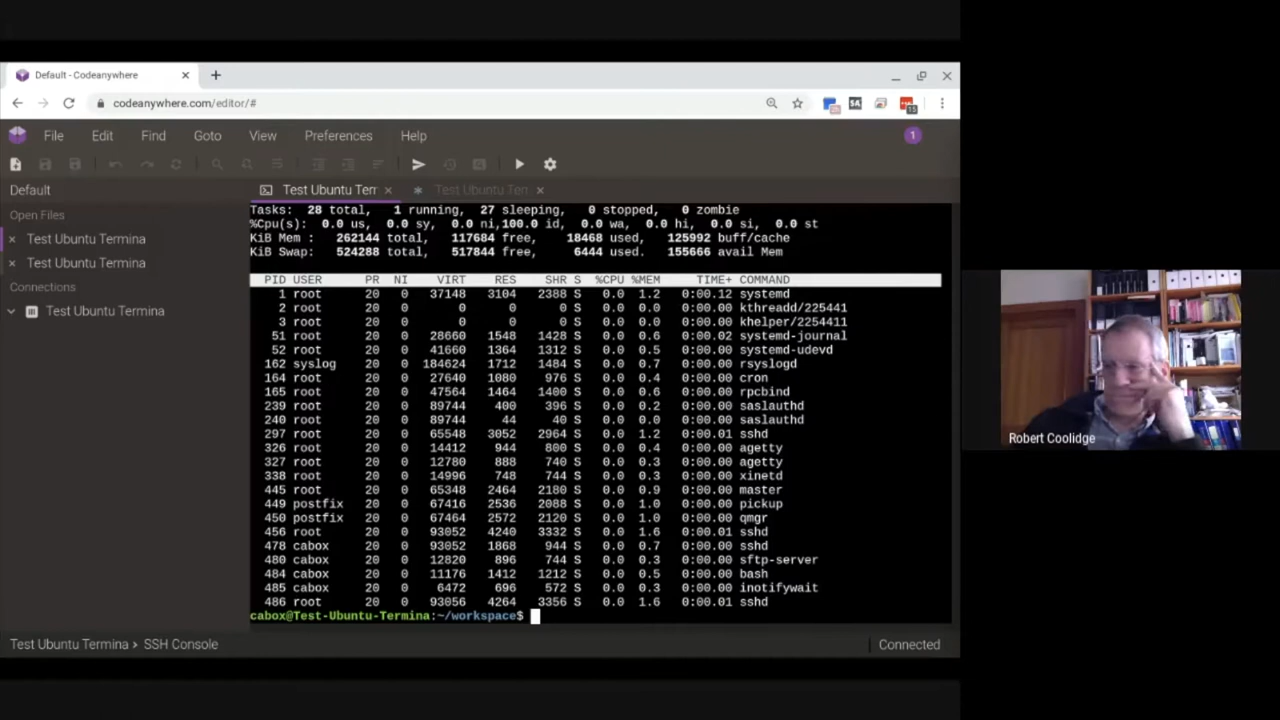 Default - Codeanywhere
codeanywhere.com/editor/#
File Edit Find Goto View Preferences Help 1
Default
Test Ubuntu Terr
Test Ubuntu Terr
Open Files
Test Ubuntu Termina
Test Ubuntu Termina
Connections
Test Ubuntu Termina
Tasks: 28 total, 1 running, 27 sleeping, 0 stopped, 0 zombie
%Cpu(s): 0.0 us, 0.0 sy, 0.0 ni,100.0 id, 0.0 wa, 0.0 hi, 0.0 si, 0.0 st
KiB Mem : 262144 total, 117684 free, 18468 used, 125992 buff/cache
KiB Swap: 524288 total, 517844 free, 6444 used. 155666 avail Mem
PID USER PR NI VIRT RES SHR S %CPU %MEM TIME+ COMMAND
1 root 20 0 37148 3104 2388 S 0.0 1.2 0:00.12 systemd
2 root 20 0 0 0 0 S 0.0 0.0 0:00.00 kthreadd/225441
3 root 20 0 0 0 0 S 0.0 0.0 0:00.00 khelper/2254411
51 root 20 0 28660 1548 1428 S 0.0 0.6 0:00.02 systemd-journal
52 root 20 0 41660 1364 1312 S 0.0 0.5 0:00.00 systemd-udevd
162 syslog 20 0 184624 1712 1484 S 0.0 0.7 0:00.00 rsyslogd
164 root 20 0 27640 1080 976 S 0.0 0.4 0:00.00 cron
165 root 20 0 47564 1464 1400 S 0.0 0.6 0:00.00 rpcbind
239 root 20 0 89744 400 396 S 0.0 0.2 0:00.00 saslauthd
240 root 20 0 89744 44 40 S 0.0 0.0 0:00.00 saslauthd
297 root 20 0 65548 3052 2964 S 0.0 1.2 0:00.01 sshd
326 root 20 0 14412 944 800 S 0.0 0.4 0:00.00 agetty
327 root 20 0 12780 888 740 S 0.0 0.3 0:00.00 agetty
338 root 20 0 14996 748 744 S 0.0 0.3 0:00.00 xinetd
445 root 20 0 65348 2464 2180 S 0.0 0.9 0:00.00 master
449 postfix 20 0 67416 2536 2088 S 0.0 1.0 0:00.00 pickup
450 postfix 20 0 67464 2572 2120 S 0.0 1.0 0:00.00 qmgr
456 root 20 0 93052 4240 3332 S 0.0 1.6 0:00.01 sshd
478 cabox 20 0 93052 1868 944 S 0.0 0.7 0:00.00 sshd
480 cabox 20 0 12820 896 744 S 0.0 0.3 0:00.00 sftp-server
484 cabox 20 0 11176 1412 1212 S 0.0 0.5 0:00.00 bash
485 cabox 20 0 6472 696 572 S 0.0 0.3 0:00.00 inotifywait
486 root 20 0 93056 4264 3356 S 0.0 1.6 0:00.01 sshd
cabox@Test-Ubuntu-Termina:~/workspace$
Test Ubuntu Termina › SSH Console
Connected
Robert Coolidge